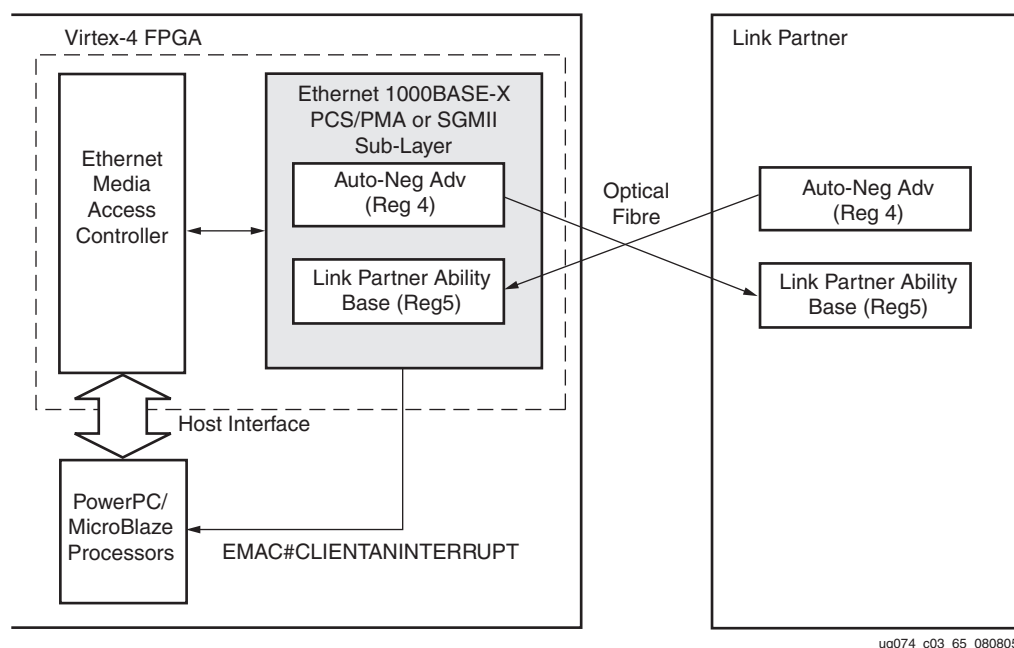 Virtex-4 FPGA
Ethernet
Media
Access
Controller
Ethernet 1000BASE-X
PCS/PMA or SGMII
Sub-Layer
Auto-Neg Adv
(Reg 4)
Link Partner Ability
Base (Reg5)
Host Interface
PowerPC/
MicroBlaze
Processors
EMAC#CLIENTANINTERRUPT
Optical
Fibre
Link Partner
Auto-Neg Adv
(Reg 4)
Link Partner Ability
Base (Reg5)
ug074_c03_65_080805